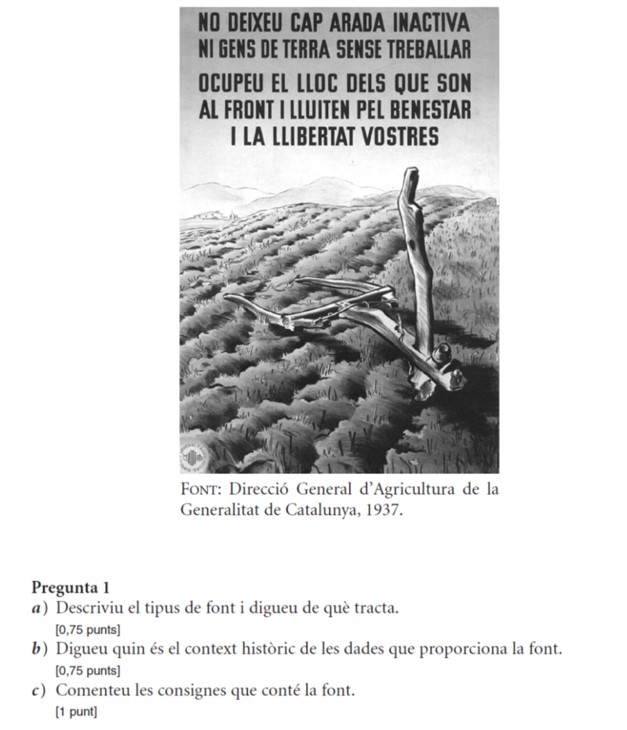 NO DEIXEU CAP ARADA INACTIVA
NI GENS DE TERRA SENSE TREBALLAR
OCUPEU EL LLOC DELS QUE SON
AL FRONT I LLUITEN PEL BENESTAR
I LA LLIBERTAT VOSTRES
FONT: Direcció General d'Agricultura de la
Generalitat de Catalunya, 1937.
Pregunta 1
a) Descriviu el tipus de font i digueu de què tracta.
[0,75 punts]
b) Digueu quin és el context històric de les dades que proporciona la font.
[0,75 punts]
c) Comenteu les consignes que conté la font.
[1 punt]